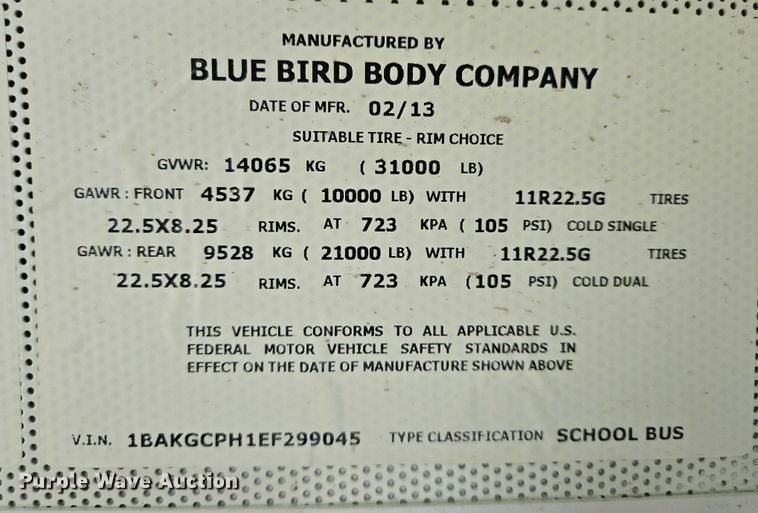 MANUFACTURED BY
BLUE BIRD BODY COMPANY
DATE OF MFR. 02/13
SUITABLE TIRE - RIM CHOICE
GVWR: 14065 KG ( 31000 LB)
GAWR : FRONT 4537 KG ( 10000 LB) WITH 11R22.5G TIRES
22.5X8.25 RIMS. AT 723 KPA ( 105 PSI) COLD SINGLE
GAWR : REAR 9528 KG ( 21000 LB) WITH 11R22.5G TIRES
22.5X8.25 RIMS. AT 723 KPA (105 PSI) COLD DUAL
THIS VEHICLE CONFORMS TO ALL APPLICABLE U.S.
FEDERAL MOTOR VEHICLE SAFETY STANDARDS IN
EFFECT ON THE DATE OF MANUFACTURE SHOWN ABOVE
V.I.N. 1BAKGCPH1EF299045 TYPE CLASSIFICATION SCHOOL BUS
Purple Wave Auction